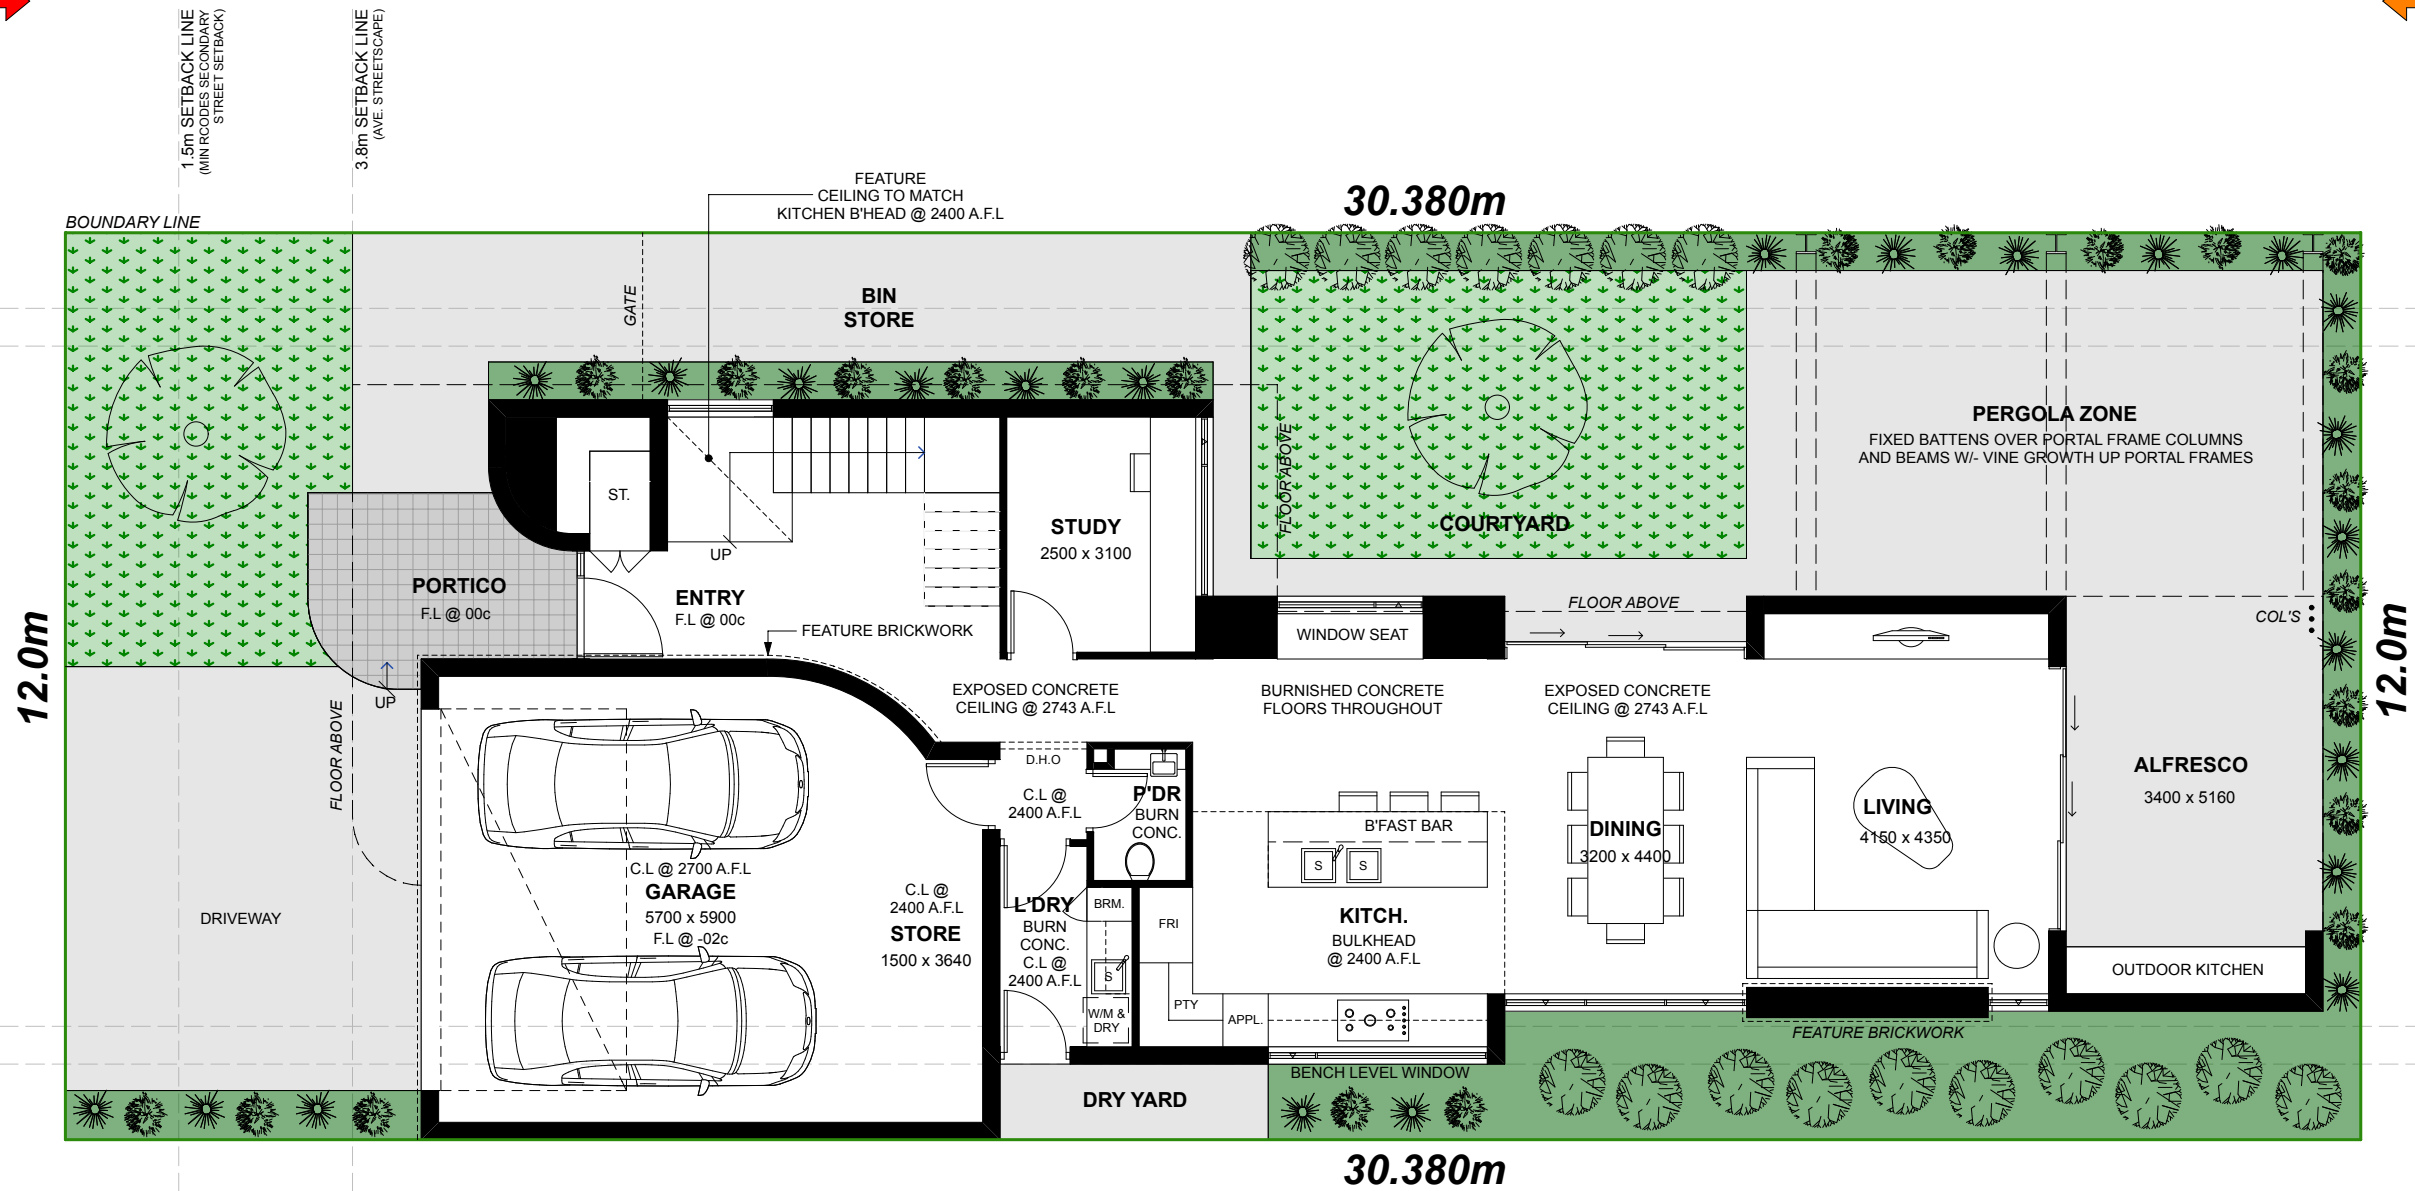 1.5m SETBACK LINE
(MIN RCODES SECONDARY
STREET SETBACK)
3.8m SETBACK LINE
(AVE. STREETSCAPE)
FEATURE
CEILING TO MATCH
KITCHEN B'HEAD @ 2400 A.F.L
30.380m
BOUNDARY LINE
GATE
BIN
STORE
PERGOLA ZONE
FIXED BATTENS OVER PORTAL FRAME COLUMNS
AND BEAMS W/- VINE GROWTH UP PORTAL FRAMES
FLOOR ABOVE
COURTYARD
ST.
UP
STUDY
2500 x 3100
PORTICO
F.L @ 00c
ENTRY
F.L @ 00c
FEATURE BRICKWORK
FLOOR ABOVE
WINDOW SEAT
COL'S
12.0m
12.0m
UP
FLOOR ABOVE
EXPOSED CONCRETE
CEILING @ 2743 A.F.L
BURNISHED CONCRETE
FLOORS THROUGHOUT
EXPOSED CONCRETE
CEILING @ 2743 A.F.L
D.H.O
C.L @
2400 A.F.L
P'DR
BURN
CONC.
B'FAST BAR
S
S
DINING
3200 x 4400
LIVING
4150 x 4350
ALFRESCO
3400 x 5160
DRIVEWAY
C.L @ 2700 A.F.L
GARAGE
5700 x 5900
F.L @ -02c
C.L @
2400 A.F.L
STORE
1500 x 3640
L'DRY
BURN
CONC.
C.L @
2400 A.F.L
BRM.
S
W/M &
DRY
FRI
PTY
APPL.
KITCH.
BULKHEAD
@ 2400 A.F.L
OUTDOOR KITCHEN
FEATURE BRICKWORK
BENCH LEVEL WINDOW
DRY YARD
30.380m